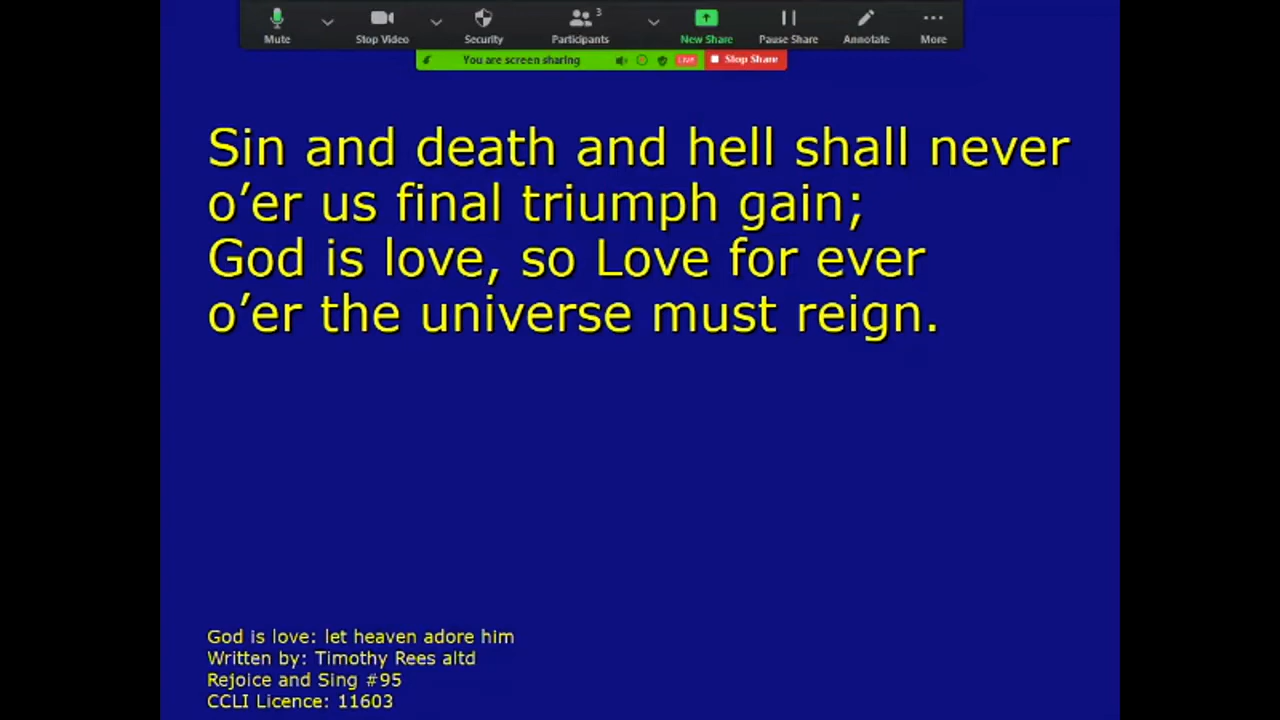 Mute
Stop Video
Security
Participants
3
New Share
Pause Share
Annotate
More
You are screen sharing
LIVE
Stop Share
Sin and death and hell shall never
o’er us final triumph gain;
God is love, so Love for ever
o’er the universe must reign.
God is love: let heaven adore him
Written by: Timothy Rees altd
Rejoice and Sing #95
CCLI Licence: 11603